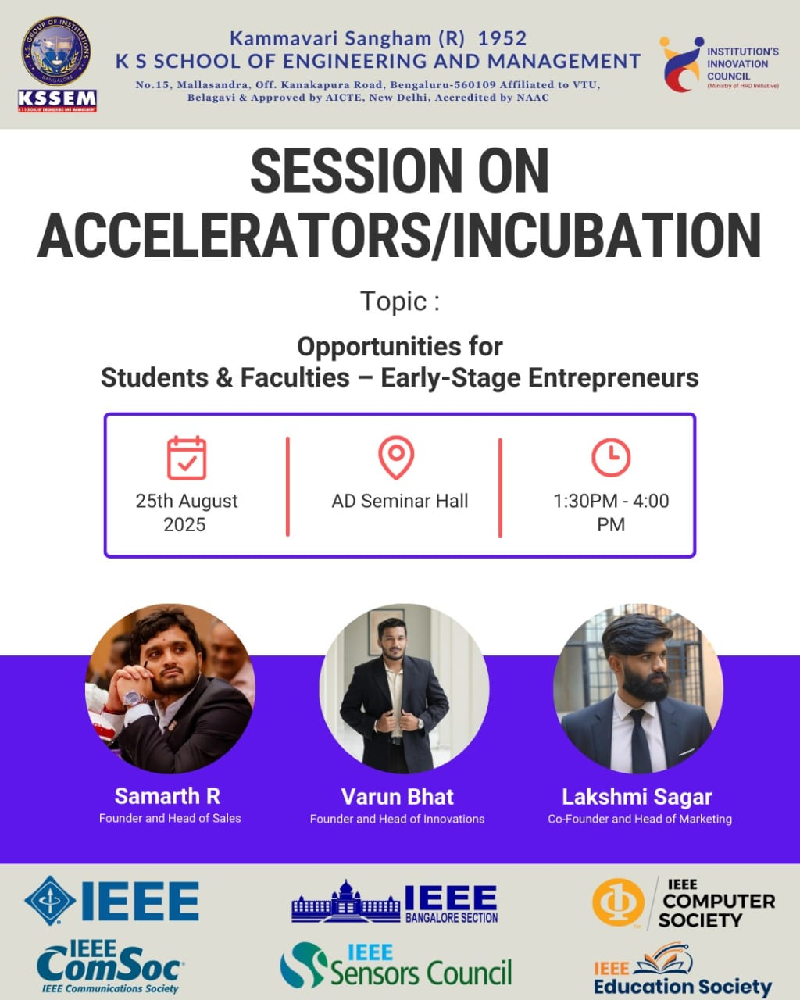 K.S. GROUP OF INSTITUTIONS
BANGALORE
KSSEM
K S SCHOOL OF ENGINEERING AND MANAGEMENT
Kammavari Sangham (R) 1952
K S SCHOOL OF ENGINEERING AND MANAGEMENT
No.15, Mallasandra, Off. Kanakapura Road, Bengaluru-560109 Affiliated to VTU,
Belagavi & Approved by AICTE, New Delhi, Accredited by NAAC
INSTITUTION'S
INNOVATION
COUNCIL
(Ministry of HRD Initiative)
SESSION ON
ACCELERATORS/INCUBATION
Topic :
Opportunities for
Students & Faculties – Early-Stage Entrepreneurs
25th August
2025
AD Seminar Hall
1:30PM - 4:00
PM
Samarth R
Founder and Head of Sales
Varun Bhat
Founder and Head of Innovations
Lakshmi Sagar
Co-Founder and Head of Marketing
IEEE
IEEE
BANGALORE SECTION
IEEE
COMPUTER
SOCIETY
TM
IEEE
ComSoc®
IEEE Communications Society
IEEE
Sensors Council
IEEE
Education Society